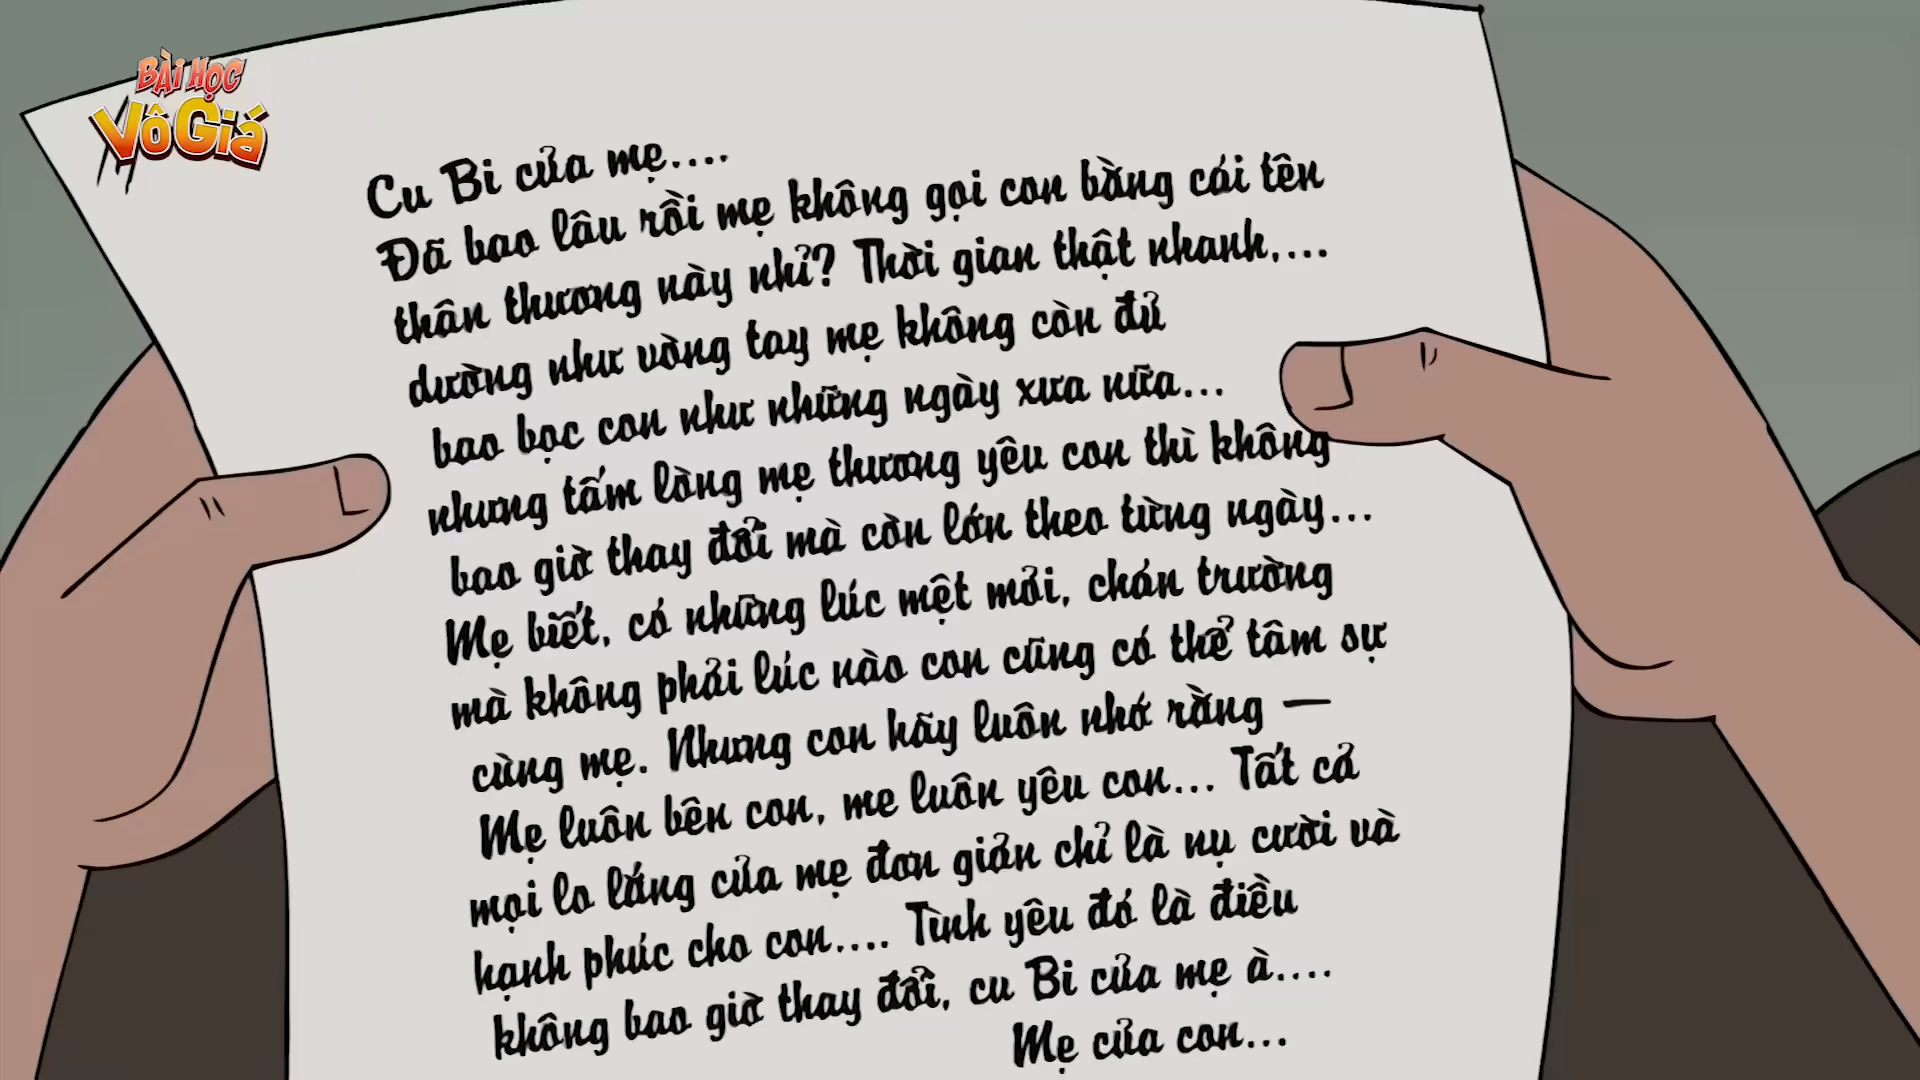 BÀI HỌC
VÔ GIÁ
Cu Bi của mẹ....
Đã bao lâu rồi mẹ không gọi con bằng cái tên
thân thương này nhỉ? Thời gian thật nhanh,...
dường như vòng tay mẹ không còn đủ
bao bọc con như những ngày xưa nữa...
nhưng tấm lòng mẹ thương yêu con thì không
bao giờ thay đổi mà còn lớn theo từng ngày...
Mẹ biết, có những lúc mệt mỏi, chán trường
mà không phải lúc nào con cũng có thể tâm sự
cùng mẹ. Nhưng con hãy luôn nhớ rằng —
Mẹ luôn bên con, me luôn yêu con... Tất cả
mọi lo lắng của mẹ đơn giản chỉ là nụ cười và
hạnh phúc cho con.... Tình yêu đó là điều
không bao giờ thay đổi, cu Bi của mẹ à....
Mẹ của con...